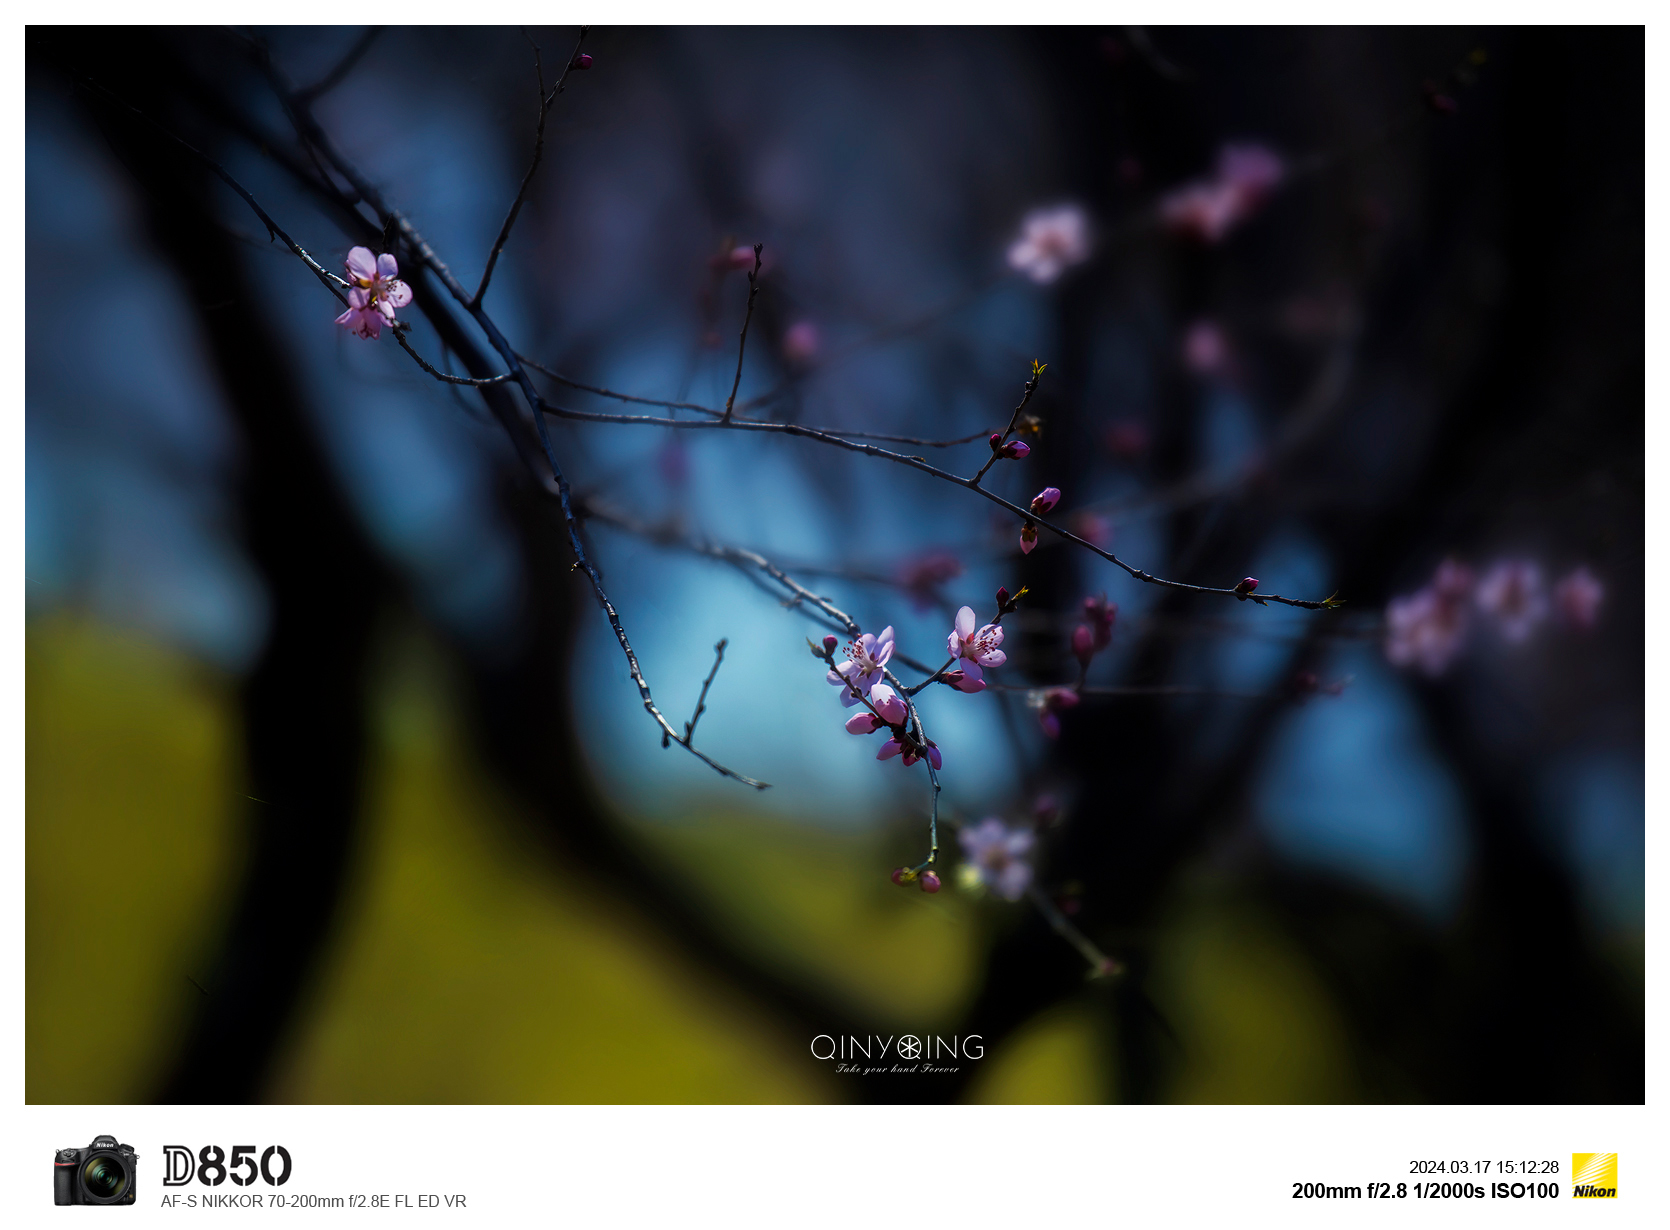 QINYQING
Take your hand Forever
Nikon
D850
AF-S NIKKOR 70-200mm f/2.8E FL ED VR
2024.03.17 15:12:28
200mm f/2.8 1/2000s ISO100
Nikon